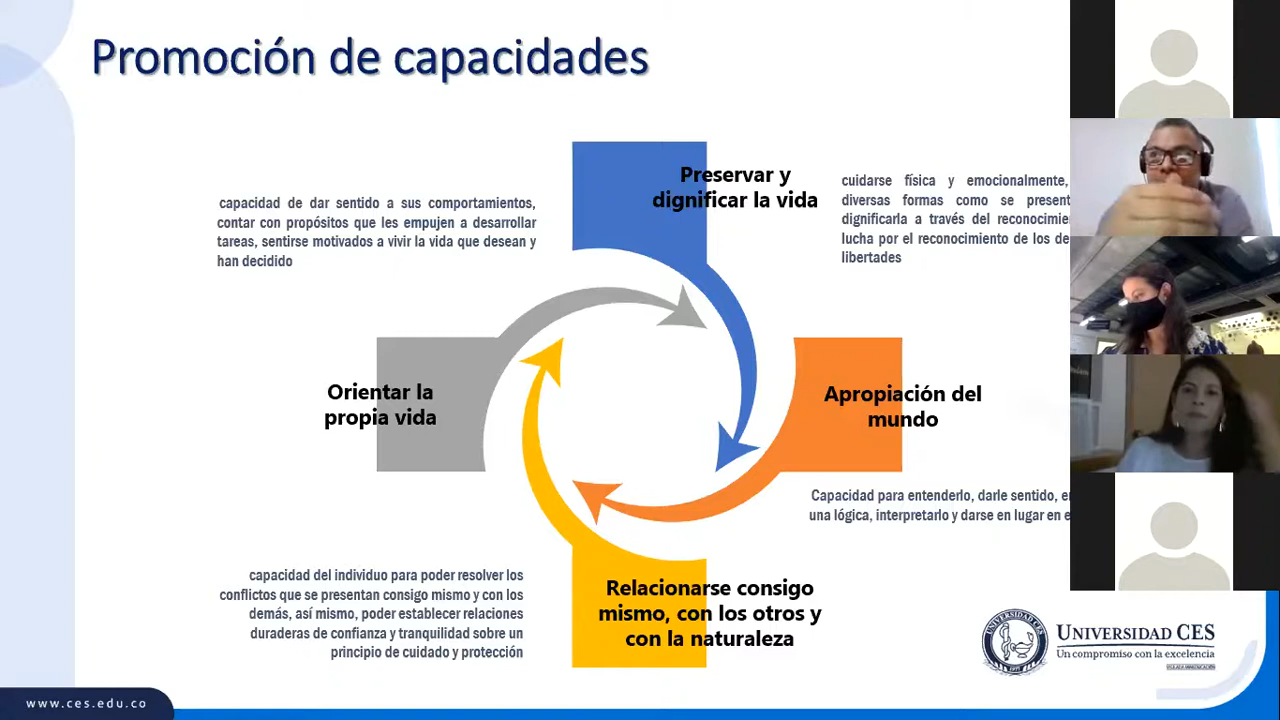 Promoción de capacidades
Preservar y
dignificar la vida
cuidarse física y emocionalmente,
diversas formas como se
dignificarla a través del
lucha por el reconocimiento de los
libertades
capacidad de dar sentido a sus comportamientos,
contar con propósitos que les empujen a desarrollar
tareas, sentirse motivados a vivir la vida que desean y
han decidido
Orientar la
propia vida
Apropiación del
mundo
Capacidad para entenderlo, darle sentido,
una lógica, interpretarlo y darse en lugar en
capacidad del individuo para poder resolver los
conflictos que se presentan consigo mismo y con los
demás, así mismo, poder establecer relaciones
duraderas de confianza y tranquilidad sobre un
principio de cuidado y protección
Relacionarse consigo
mismo, con los otros y
con la naturaleza
UNIVERSIDAD CES
Un compromiso con la excelencia
www.ces.edu.co